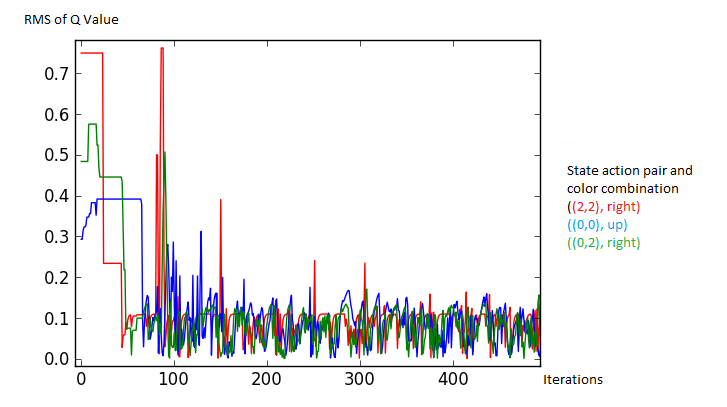 RMS of Q Value
0.7
0.6
0.5
0.4
0.3
0.2
0.1
0.0
0
100
200
300
400
Iterations
State action pair and
color combination
((2,2), right)
((0,0), up)
((0,2), right)